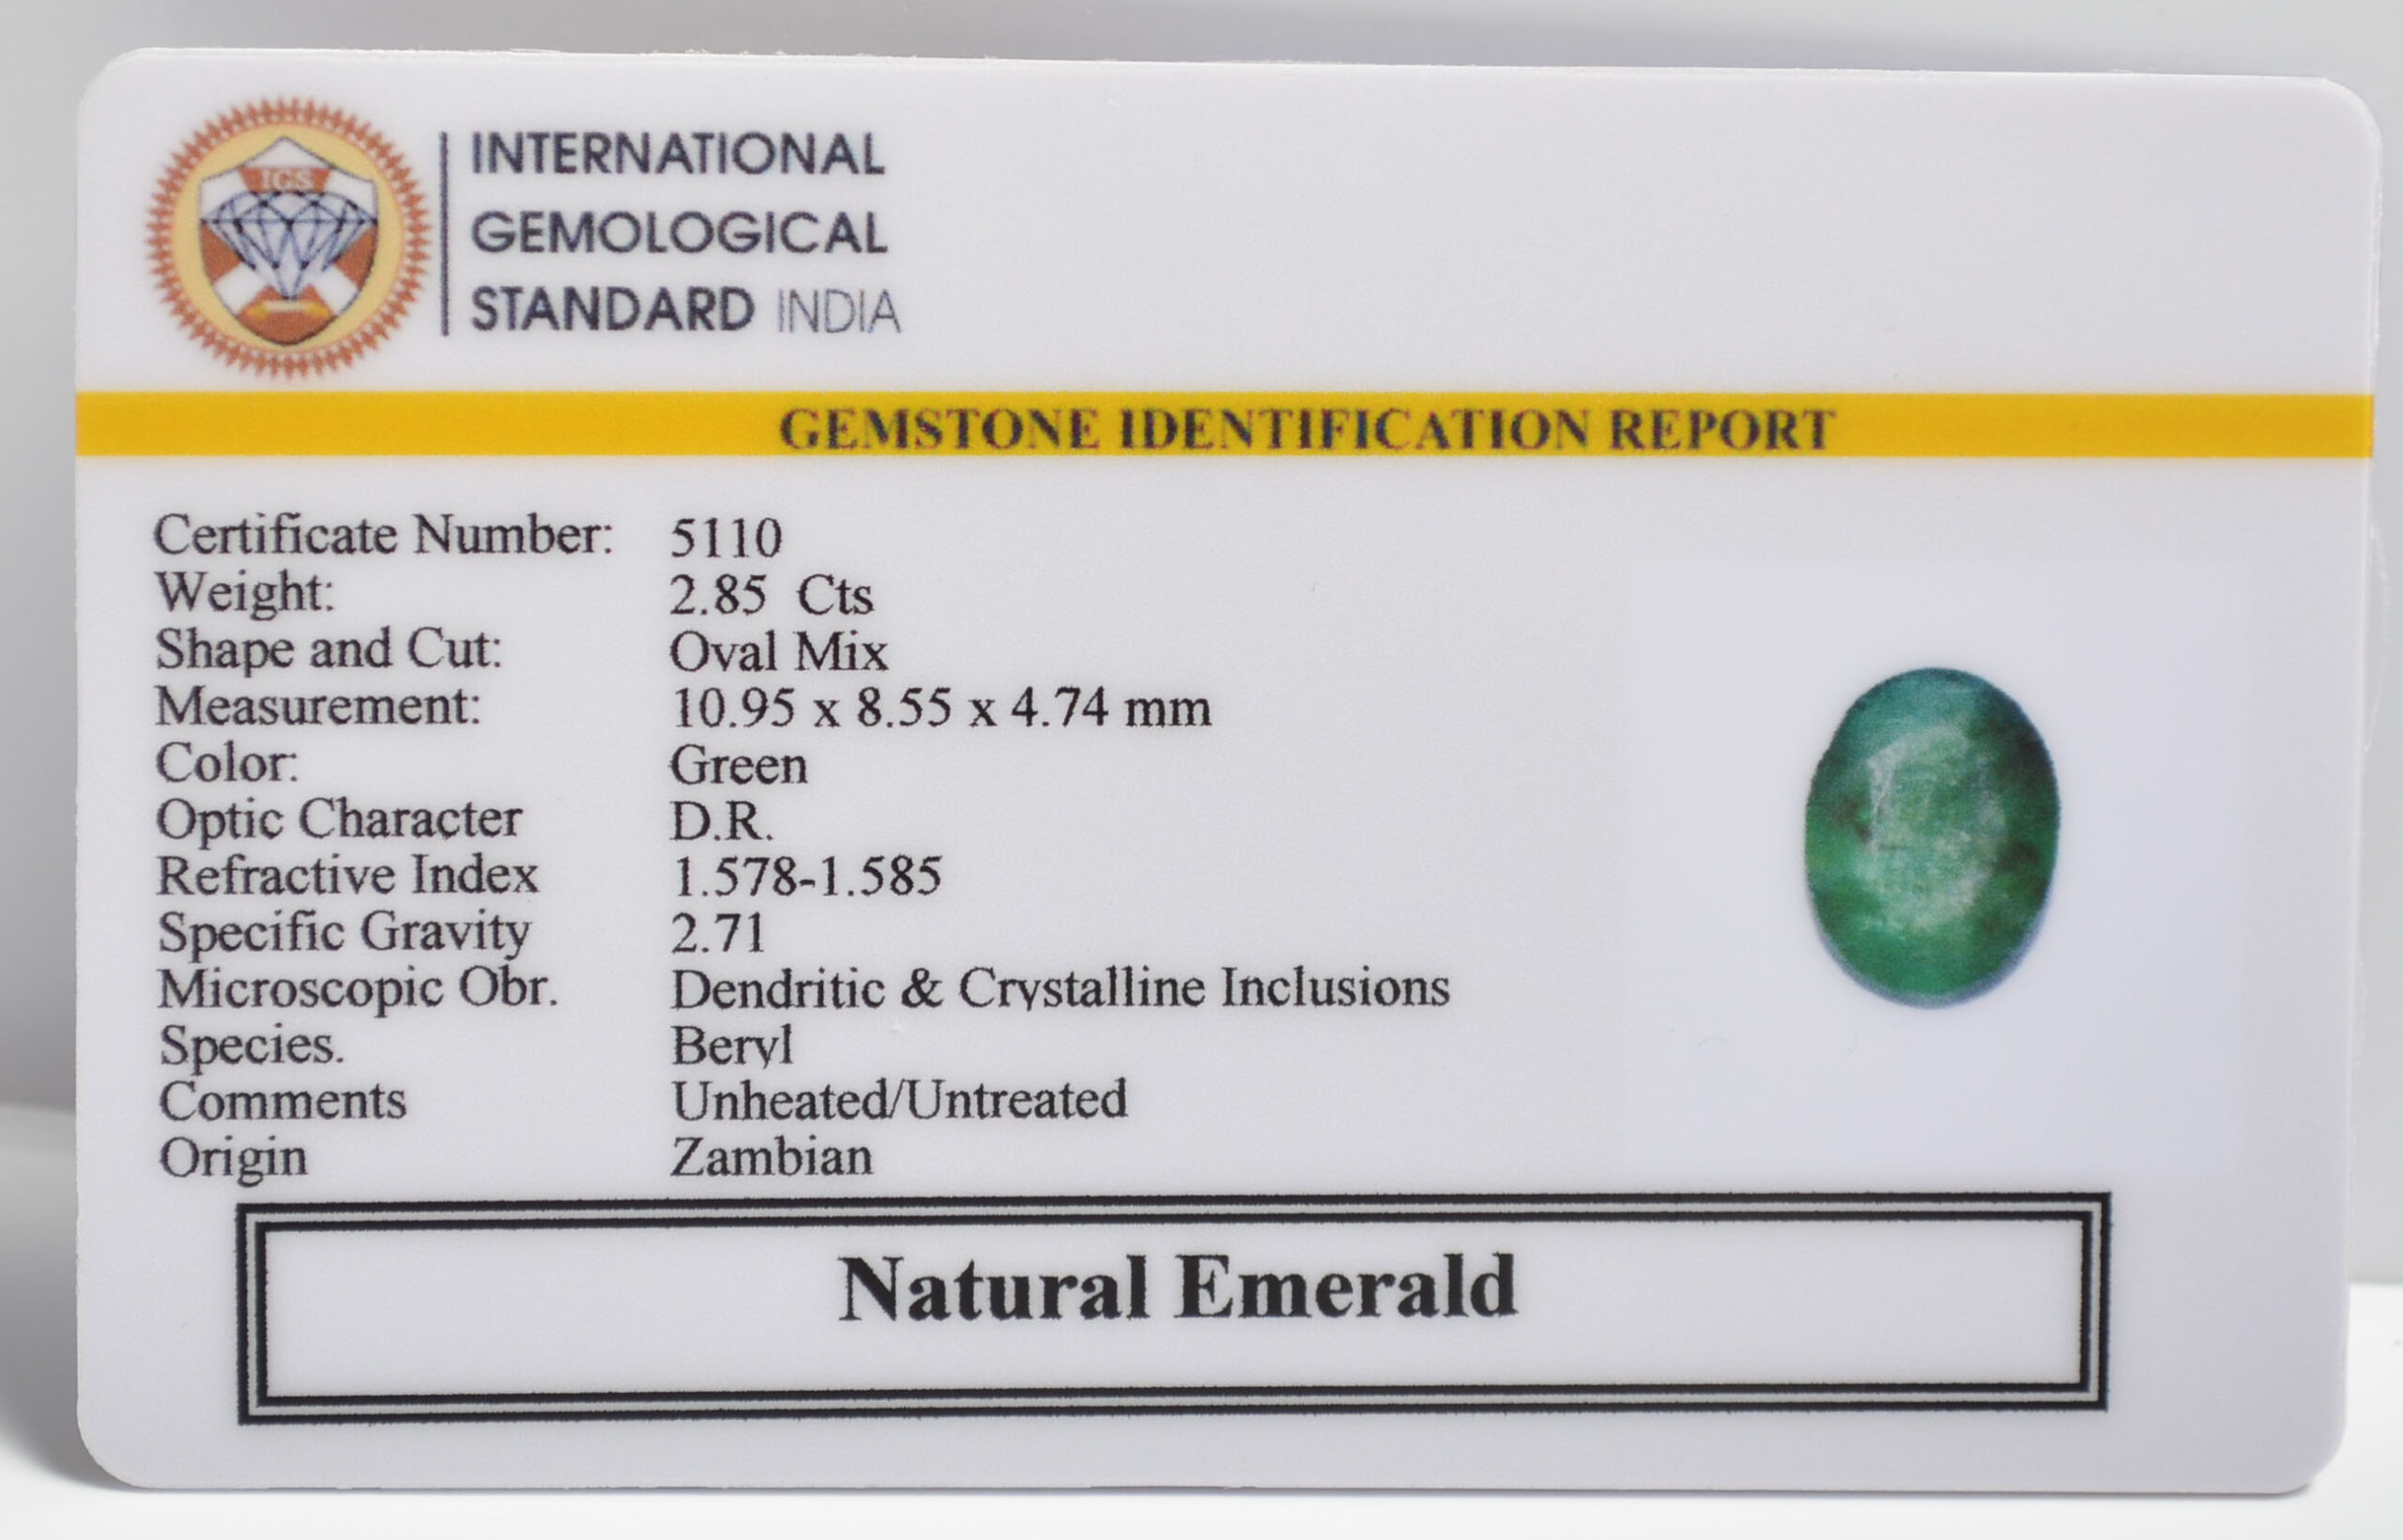 IGS
INTERNATIONAL
GEMOLOGICAL
STANDARD INDIA
GEMSTONE IDENTIFICATION REPORT
Certificate Number: 5110
Weight: 2.85 Cts
Shape and Cut: Oval Mix
Measurement: 10.95 x 8.55 x 4.74 mm
Color: Green
Optic Character D.R.
Refractive Index 1.578-1.585
Specific Gravity 2.71
Microscopic Obr. Dendritic & Crystalline Inclusions
Species. Beryl
Comments Unheated/Untreated
Origin Zambian
Natural Emerald